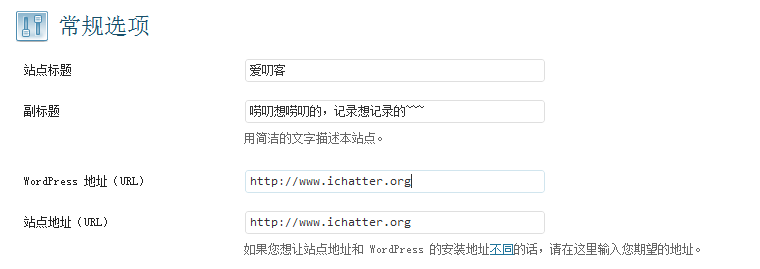 常规选项
站点标题 爱叨客
副标题 唠叨想唠叨的，记录想记录的~~~
用简洁的文字描述本站点。
WordPress 地址（URL） http://www.ichatter.org
站点地址（URL） http://www.ichatter.org
如果您想让站点地址和 WordPress 的安装地址不同的话，请在这里输入您期望的地址。